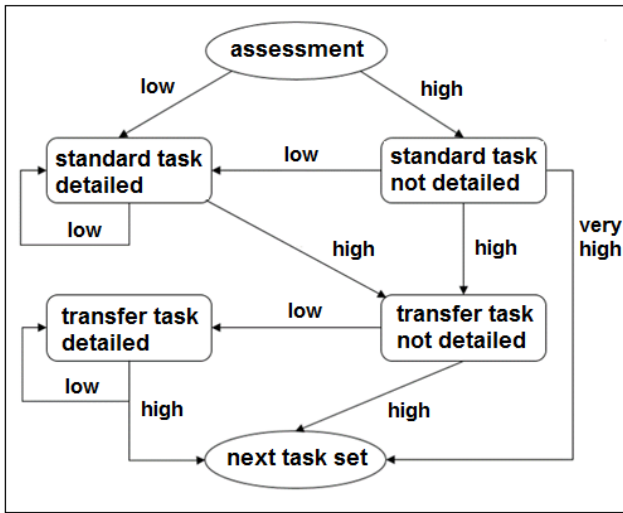 assessment
low
high
standard task
detailed
low
standard task
not detailed
low
high
high
very
high
transfer task
detailed
low
transfer task
not detailed
low
high
high
next task set